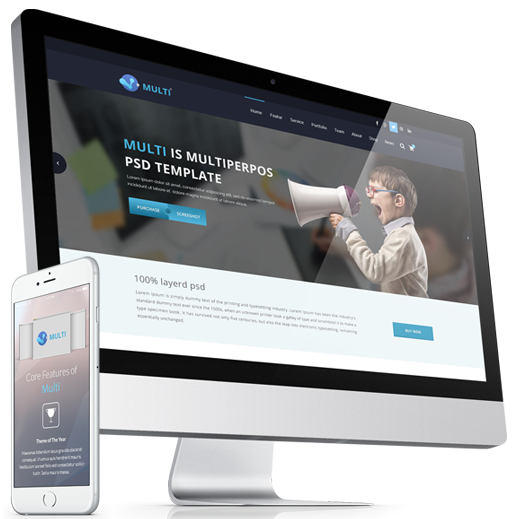 MULTI
Home Featur Service Portfolio Team About Shop News
MULTI IS MULTIPERPOS
PSD TEMPLATE
Lorem ipsum dolor sit amet, consectetur adipisicing elit, sed do eiusmod tempor
incididunt ut labore et. dolore magna incididunt ut labore aliqua.
PURCHASE SCREENSHOT
100% layerd psd
Lorem Ipsum is simply dummy text of the printing and typesetting industry. Lorem Ipsum has been the industry's
standard dummy text ever since the 1500s, when an unknown printer took a galley of type and scrambled it to make a
type specimen book. It has survived not only five centuries, but also the leap into electronic typesetting, remaining
essentially unchanged.
BUY NOW
MULTI
Core Features of
Multi
Theme of The Year